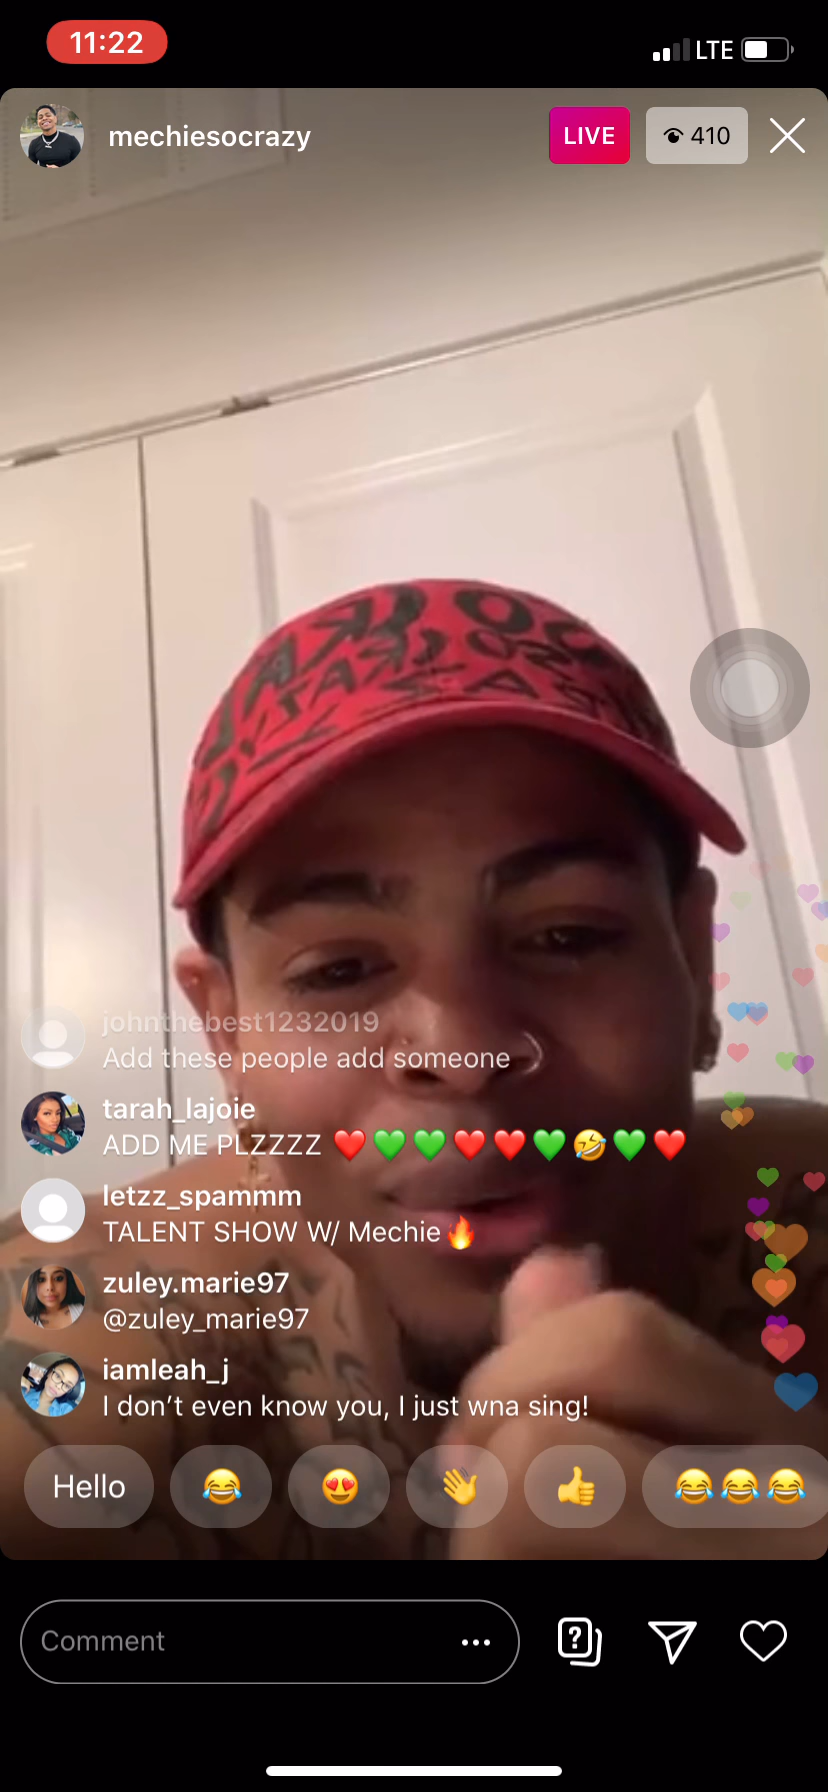 11:22
LTE
mechiesocrazy
LIVE
410
johnthebest1232019
Add these people add someone
tarah_lajoie
ADD ME PLZZZZ ❤️💚💚❤️❤️💚🤣💚❤️
letzz_spammm
TALENT SHOW W/ Mechie🔥
zuley.marie97
@zuley_marie97
iamleah_j
I don't even know you, I just wna sing!
Hello 😂 😍 👋 👍 😂😂😂
Comment